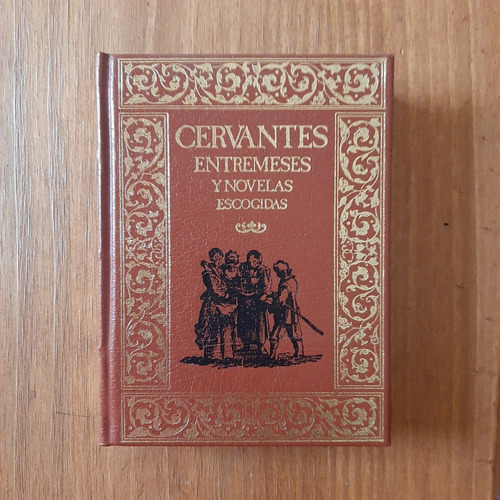 CERVANTES
ENTREMESES
Y NOVELAS
ESCOGIDAS